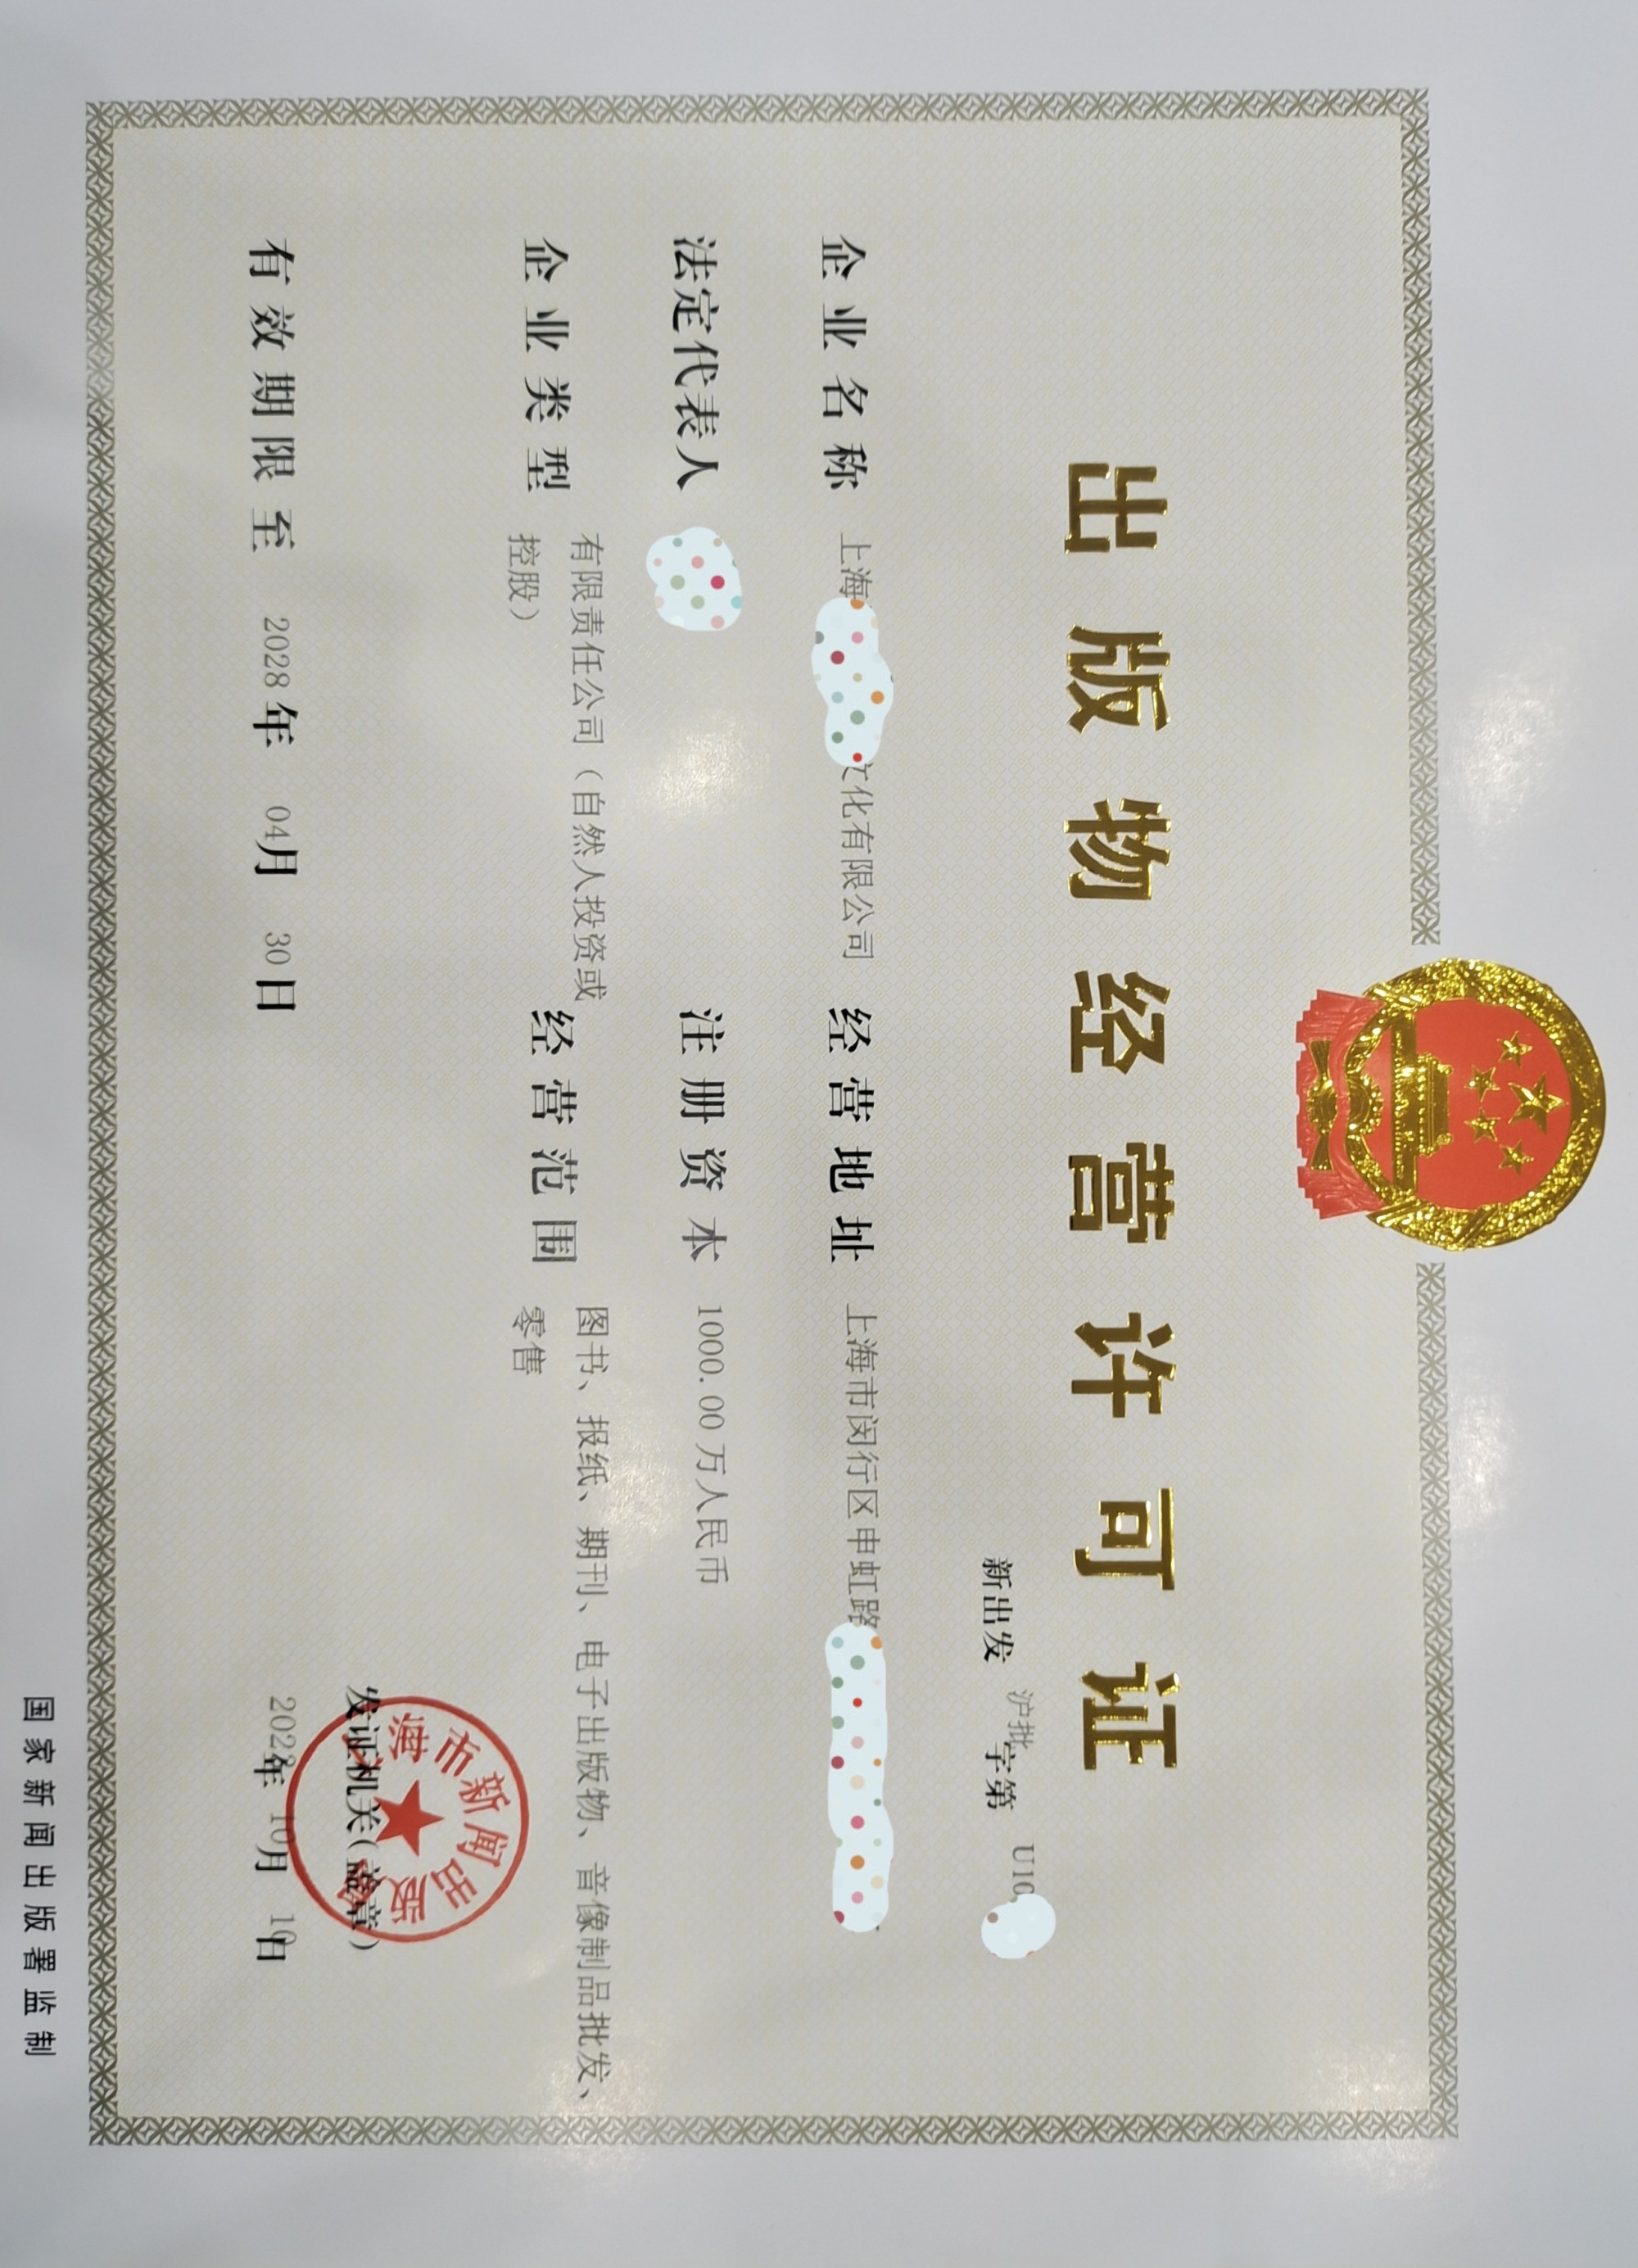 出版物经营许可证
新出发 沪批 字第 U10
企业名称 上海 文化有限公司
经营地址 上海市闵行区申虹路
法定代表人
注册资本 1000.00万人民币
企业类型 有限责任公司（自然人投资或
控股）
经营范围 图书、报纸、期刊、电子出版物、音像制品批发、
零售
发证机关(盖章)
海市新闻出版
有效期限至 2028年 04月 30日
年 10月 10日
国家新闻出版署监制